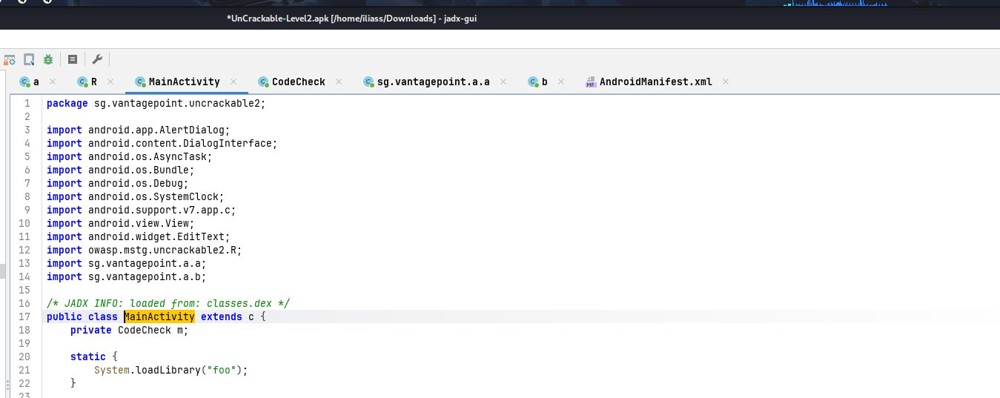 *UnCrackable-Level2.apk [/home/iliass/Downloads] - jadx-gui
a × R × MainActivity × CodeCheck × sg.vantagepoint.a.a × b × MF AndroidManifest.xml ×
1 package sg.vantagepoint.uncrackable2;
2
3 import android.app.AlertDialog;
4 import android.content.DialogInterface;
5 import android.os.AsyncTask;
6 import android.os.Bundle;
7 import android.os.Debug;
8 import android.os.SystemClock;
9 import android.support.v7.app.c;
10 import android.view.View;
11 import android.widget.EditText;
12 import owasp.mstg.uncrackable2.R;
13 import sg.vantagepoint.a.a;
14 import sg.vantagepoint.a.b;
15
16 /* JADX INFO: loaded from: classes.dex */
17 public class MainActivity extends c {
18 private CodeCheck m;
19
20 static {
21 System.loadLibrary("foo");
22 }
23